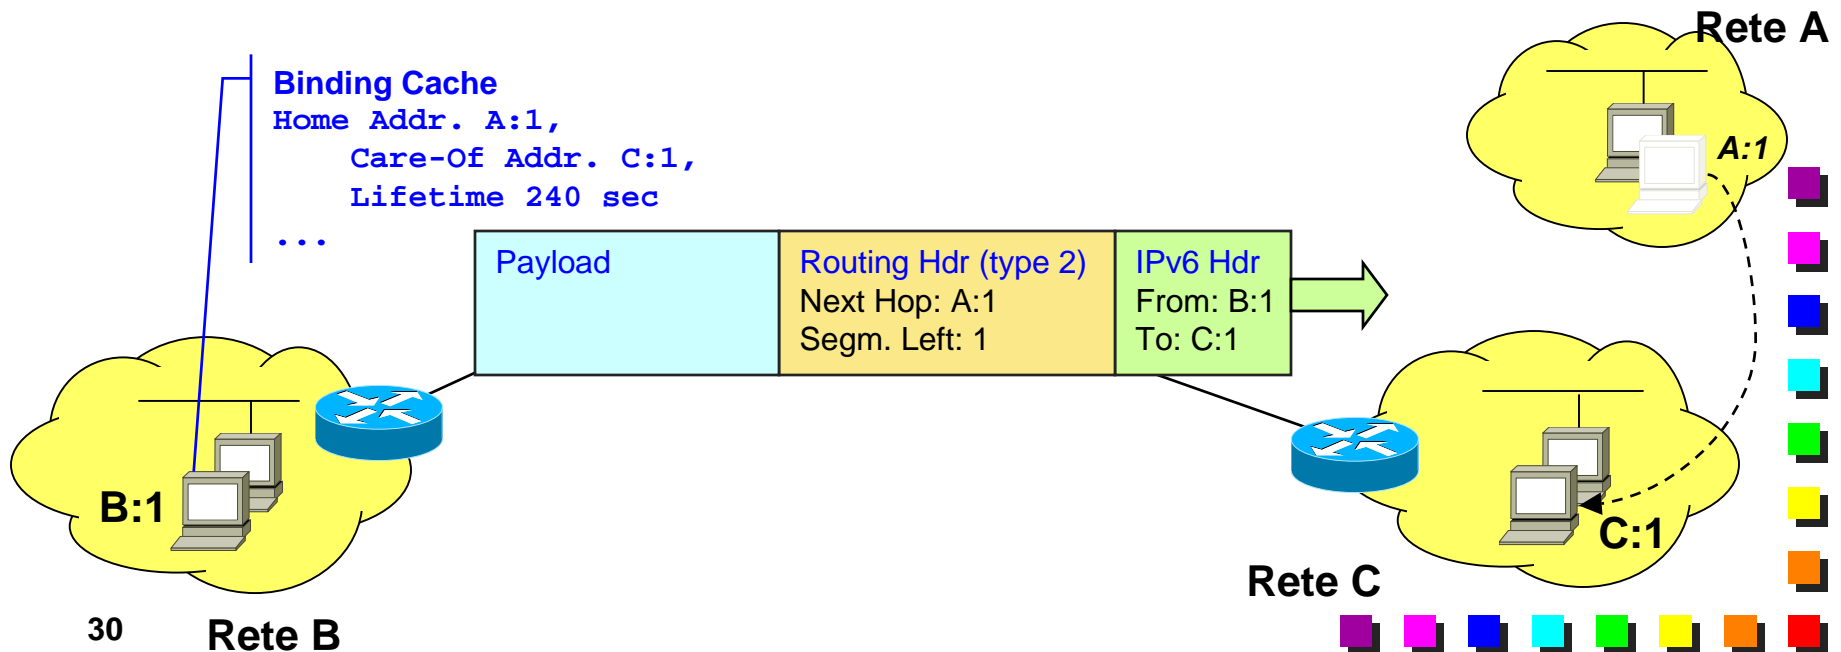 Rete A
Binding Cache
Home Addr. A:1,
Care-Of Addr. C:1,
Lifetime 240 sec
...
A:1
Payload
Routing Hdr (type 2)
Next Hop: A:1
Segm. Left: 1
IPv6 Hdr
From: B:1
To: C:1
B:1
C:1
Rete C
30
Rete B